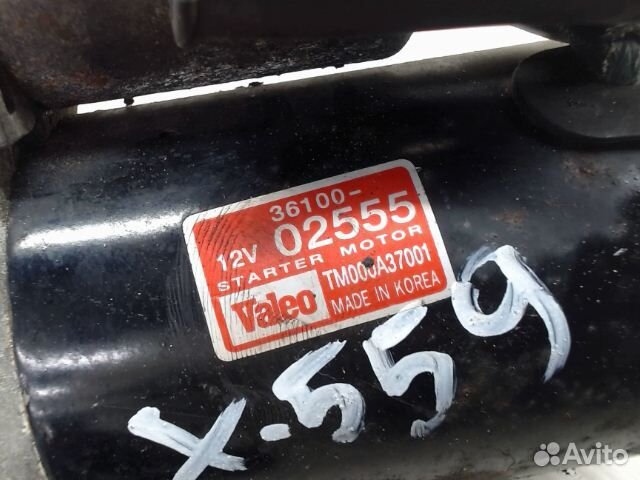 36100-
12V 02555
STARTER MOTOR
Valeo TM000A37001
MADE IN KOREA
X-559
Avito